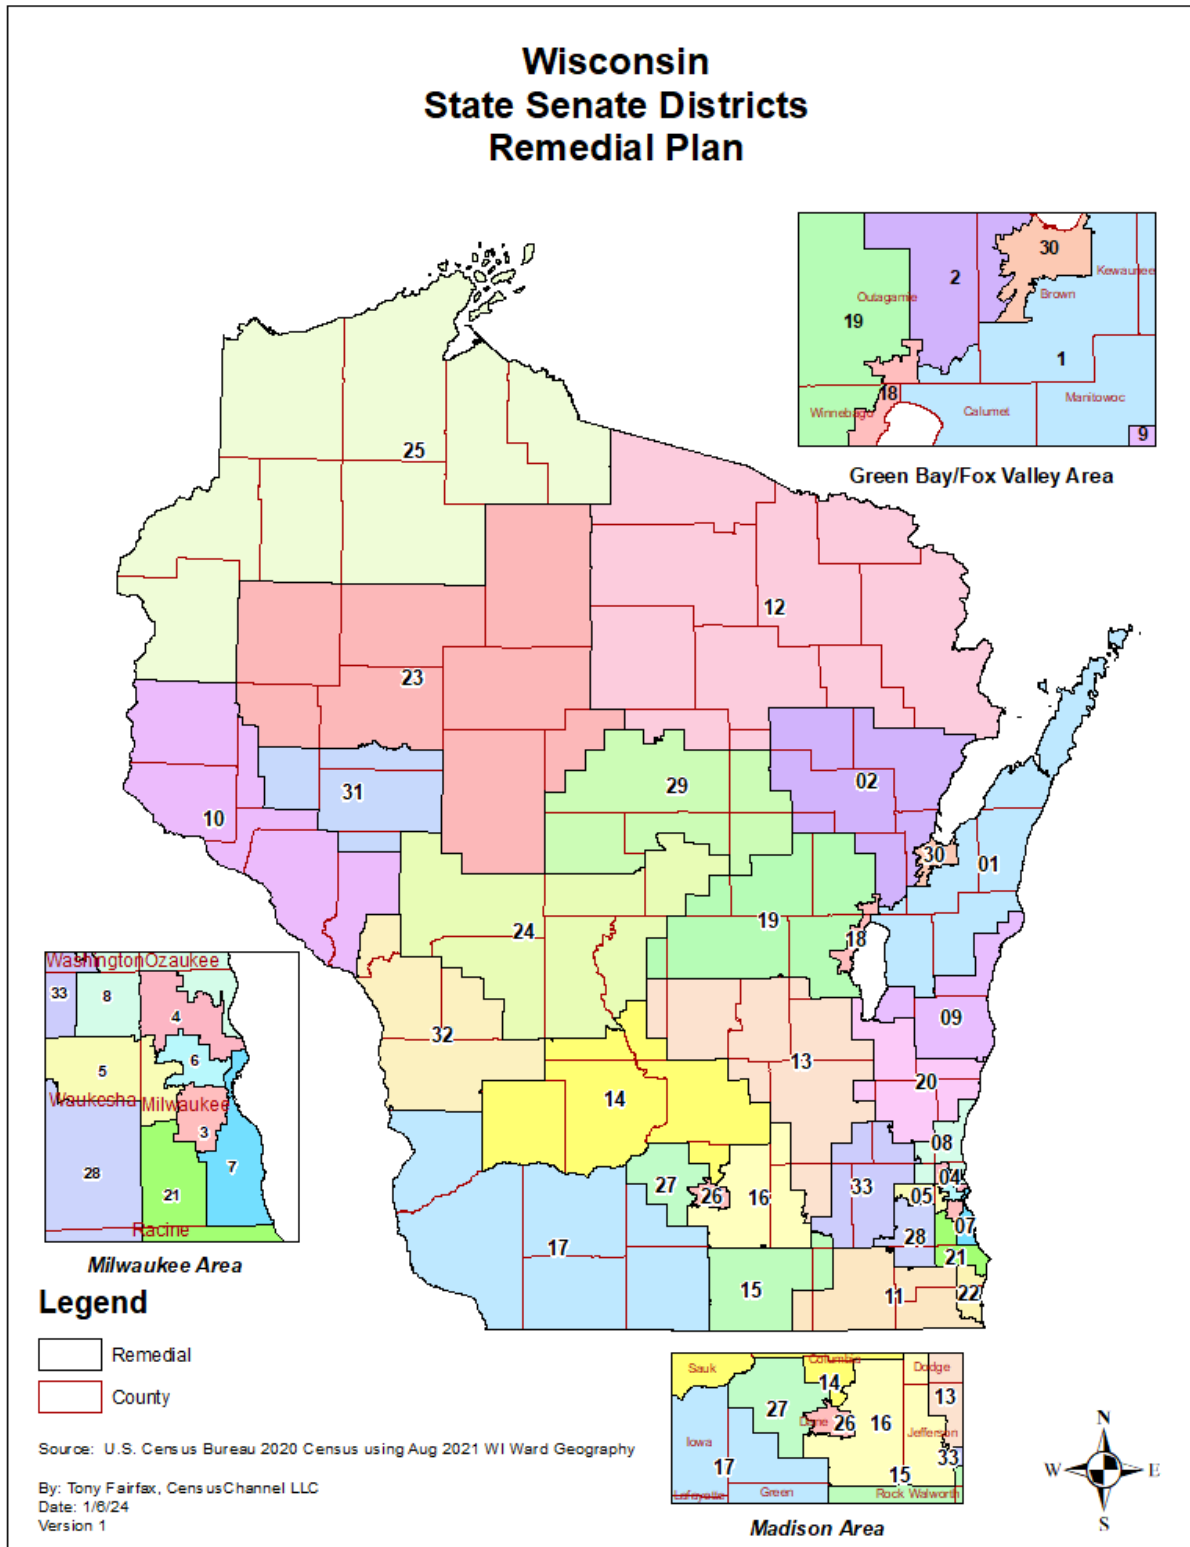 Wisconsin
State Senate Districts
Remedial Plan
30
2
Kewaunee
Outagamie
Brown
19
1
18
Winnebago
Calumet
Manitowoc
9
Green Bay/Fox Valley Area
25
12
23
02
29
31
10
30
01
19
24
18
09
32
13
20
14
08
04
27
26
16
33
05
07
28
17
21
15
11
22
Washington Ozaukee
33
8
4
6
5
Waukesha
Milwaukee
3
28
7
21
Racine
Milwaukee Area
Legend
Remedial
County
Source: U.S. Census Bureau 2020 Census using Aug 2021 WI Ward Geography
By: Tony Fairfax, CensusChannel LLC
Date: 1/6/24
Version 1
Sauk
Columbia
Dodge
14
13
27
Dane
26
16
Jefferson
Iowa
33
17
15
Lafayette
Green
Rock Walworth
Madison Area
N
W
E
S